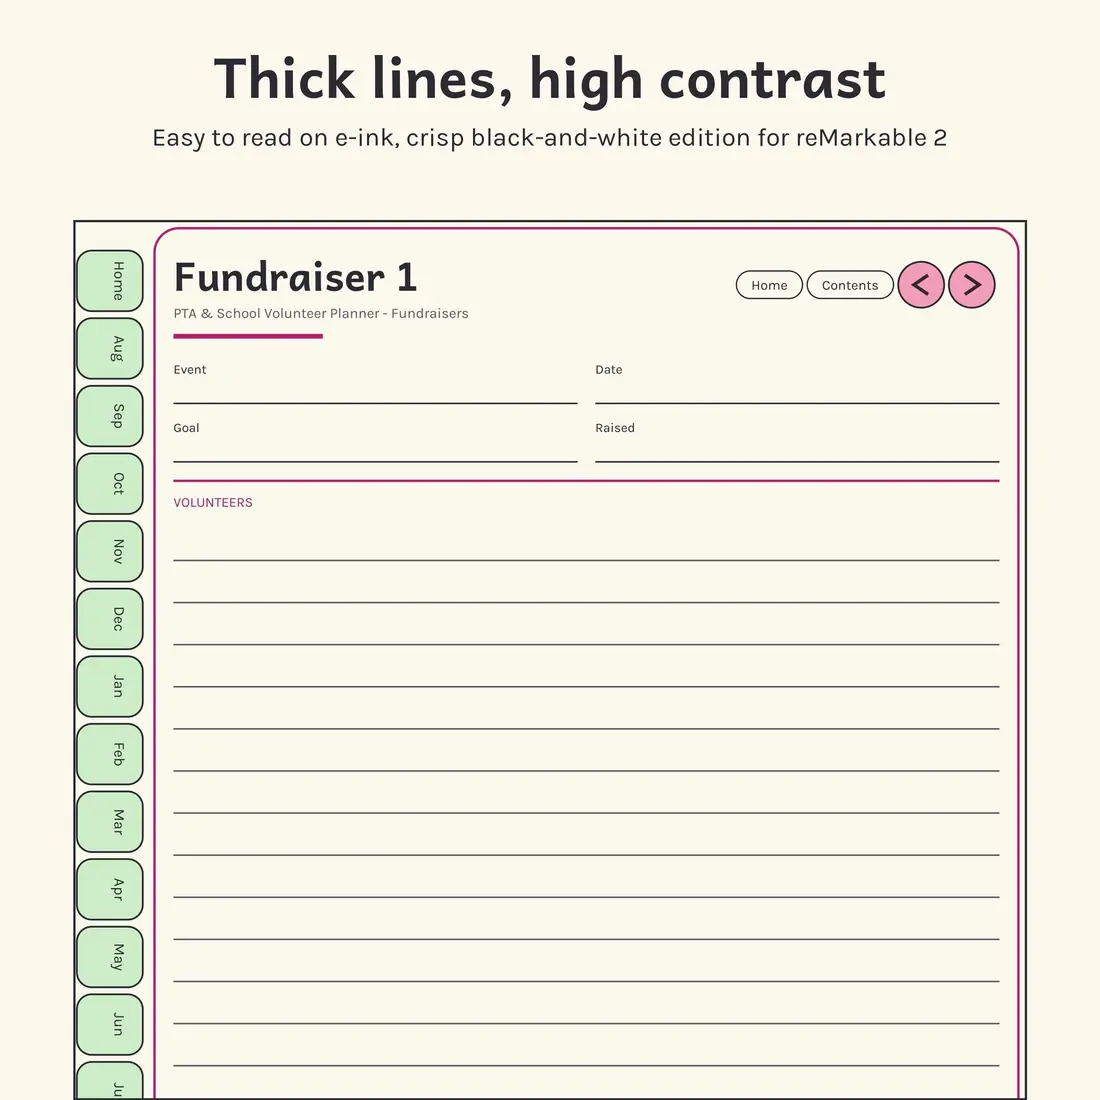 Thick lines, high contrast
Easy to read on e-ink, crisp black-and-white edition for reMarkable 2
Fundraiser 1
PTA & School Volunteer Planner - Fundraisers
Home
Contents
<
>
Home
Aug
Sep
Oct
Nov
Dec
Jan
Feb
Mar
Apr
May
Jun
Ju
Event
Date
Goal
Raised
VOLUNTEERS